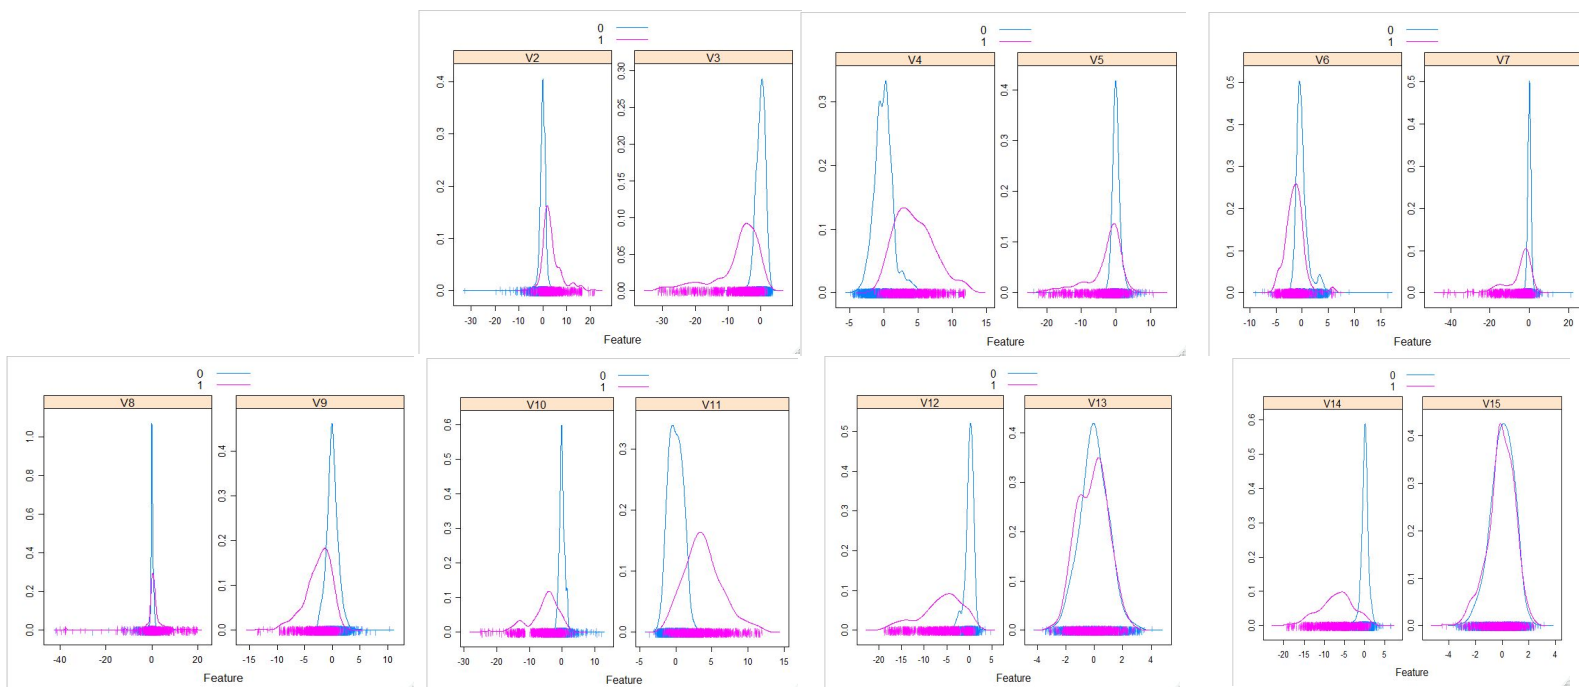 0
1
V2 V3
0.0 0.1 0.2 0.3 0.4
0.00 0.05 0.10 0.15 0.20 0.25 0.30
-30 -20 -10 0 10 20
-30 -20 -10 0
Feature
0
1
V4 V5
0.0 0.1 0.2 0.3
0.0 0.1 0.2 0.3 0.4
-5 0 5 10 15
-20 -10 0 10
Feature
0
1
V6 V7
0.0 0.1 0.2 0.3 0.4 0.5
0.0 0.1 0.2 0.3 0.4 0.5
-10 -5 0 5 10 15
-40 -20 0 20
Feature
0
1
V8 V9
0.0 0.2 0.4 0.6 0.8 1.0
0.0 0.1 0.2 0.3 0.4
-40 -20 0 20
-15 -10 -5 0 5 10
Feature
0
1
V10 V11
0.0 0.1 0.2 0.3 0.4 0.5 0.6
0.0 0.1 0.2 0.3
-30 -20 -10 0 10
-5 0 5 10 15
Feature
0
1
V12 V13
0.0 0.1 0.2 0.3 0.4 0.5
0.0 0.1 0.2 0.3 0.4
-20 -15 -10 -5 0 5
-4 -2 0 2 4
Feature
0
1
V14 V15
0.0 0.1 0.2 0.3 0.4 0.5 0.6
0.0 0.1 0.2 0.3 0.4
-20 -15 -10 -5 0 5
-4 -2 0 2 4
Feature